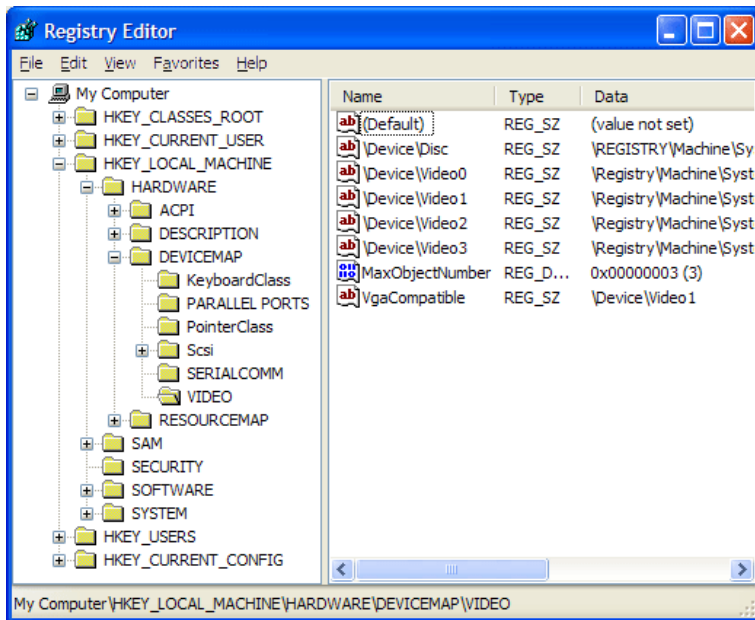 Registry Editor
File Edit View Favorites Help
My Computer
HKEY_CLASSES_ROOT
HKEY_CURRENT_USER
HKEY_LOCAL_MACHINE
HARDWARE
ACPI
DESCRIPTION
DEVICEMAP
KeyboardClass
PARALLEL PORTS
PointerClass
Scsi
SERIALCOMM
VIDEO
RESOURCEMAP
SAM
SECURITY
SOFTWARE
SYSTEM
HKEY_USERS
HKEY_CURRENT_CONFIG
Name Type Data
(Default) REG_SZ (value not set)
\Device\Disc REG_SZ \REGISTRY\Machine\Sy
\Device\Video0 REG_SZ \Registry\Machine\Syst
\Device\Video1 REG_SZ \Registry\Machine\Syst
\Device\Video2 REG_SZ \Registry\Machine\Syst
\Device\Video3 REG_SZ \Registry\Machine\Syst
MaxObjectNumber REG_D... 0x00000003 (3)
VgaCompatible REG_SZ \Device\Video1
My Computer\HKEY_LOCAL_MACHINE\HARDWARE\DEVICEMAP\VIDEO